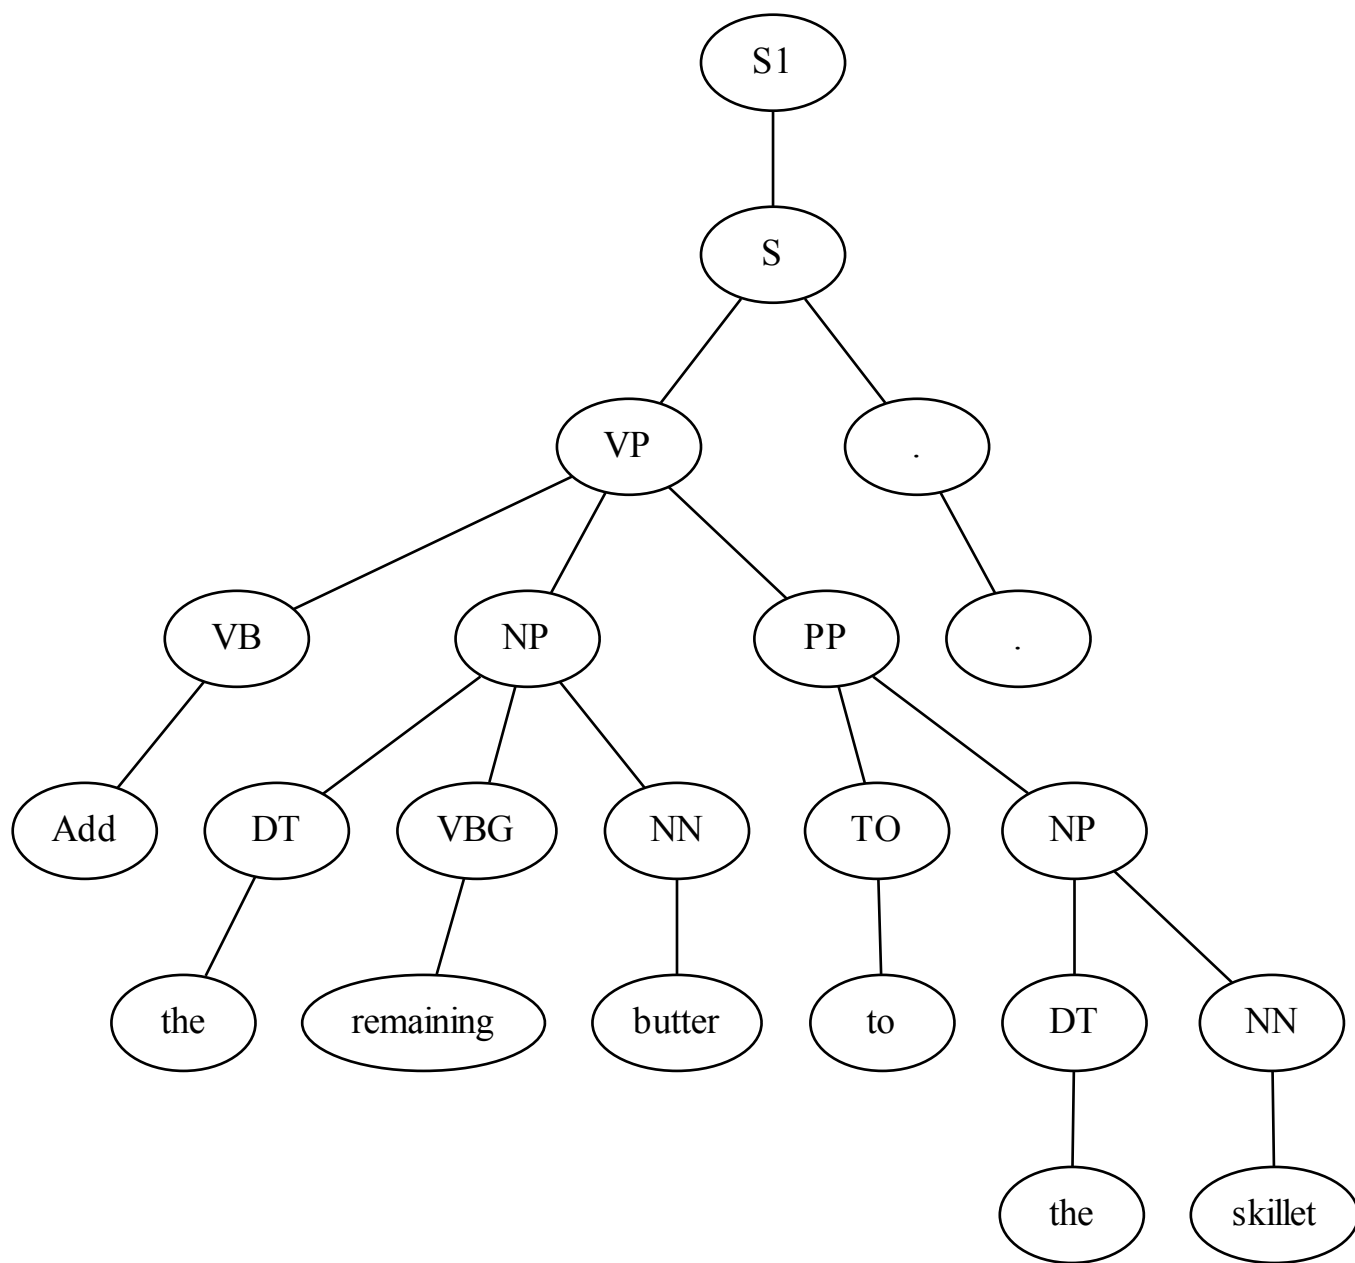 S1
S
VP .
VB NP PP .
Add DT VBG NN TO NP
the remaining butter to DT NN
the skillet